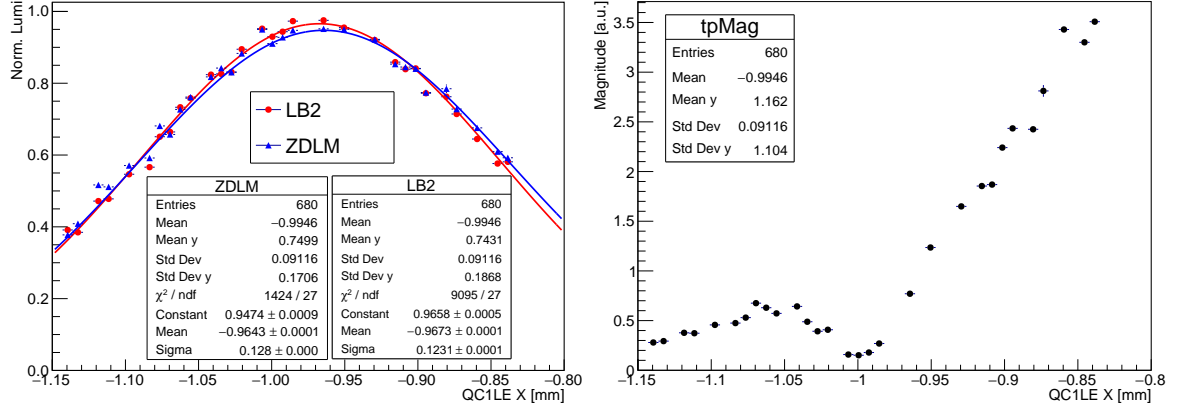 Norm. Lumi
1.0
0.8
0.6
0.4
0.2
0.0
LB2
ZDLM
ZDLM
Entries 680
Mean −0.9946
Mean y 0.7499
Std Dev 0.09116
Std Dev y 0.1706
χ² / ndf 1424 / 27
Constant 0.9474 ± 0.0009
Mean −0.9643 ± 0.0001
Sigma 0.128 ± 0.000
LB2
Entries 680
Mean −0.9946
Mean y 0.7431
Std Dev 0.09116
Std Dev y 0.1868
χ² / ndf 9095 / 27
Constant 0.9658 ± 0.0005
Mean −0.9673 ± 0.0001
Sigma 0.1231 ± 0.0001
−1.15 −1.10 −1.05 −1.00 −0.95 −0.90 −0.85 −0.80
QC1LE X [mm]
Magnitude [a.u.]
3.5
3
2.5
2
1.5
1
0.5
0
tpMag
Entries 680
Mean −0.9946
Mean y 1.162
Std Dev 0.09116
Std Dev y 1.104
−1.15 −1.1 −1.05 −1 −0.95 −0.9 −0.85 −0.8
QC1LE X [mm]